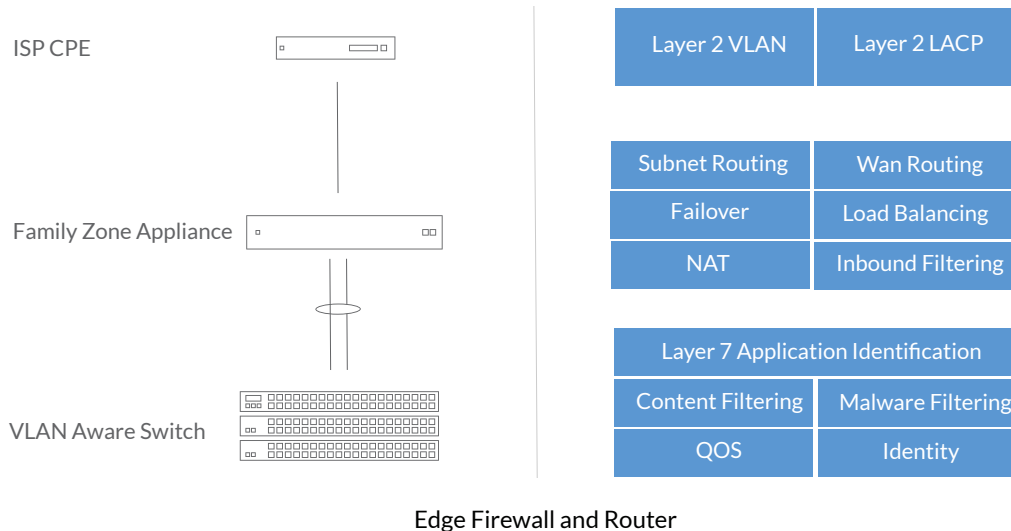 ISP CPE
Layer 2 VLAN
Layer 2 LACP
Subnet Routing
Wan Routing
Family Zone Appliance
Failover
Load Balancing
NAT
Inbound Filtering
Layer 7 Application Identification
Content Filtering
Malware Filtering
VLAN Aware Switch
QOS
Identity
Edge Firewall and Router